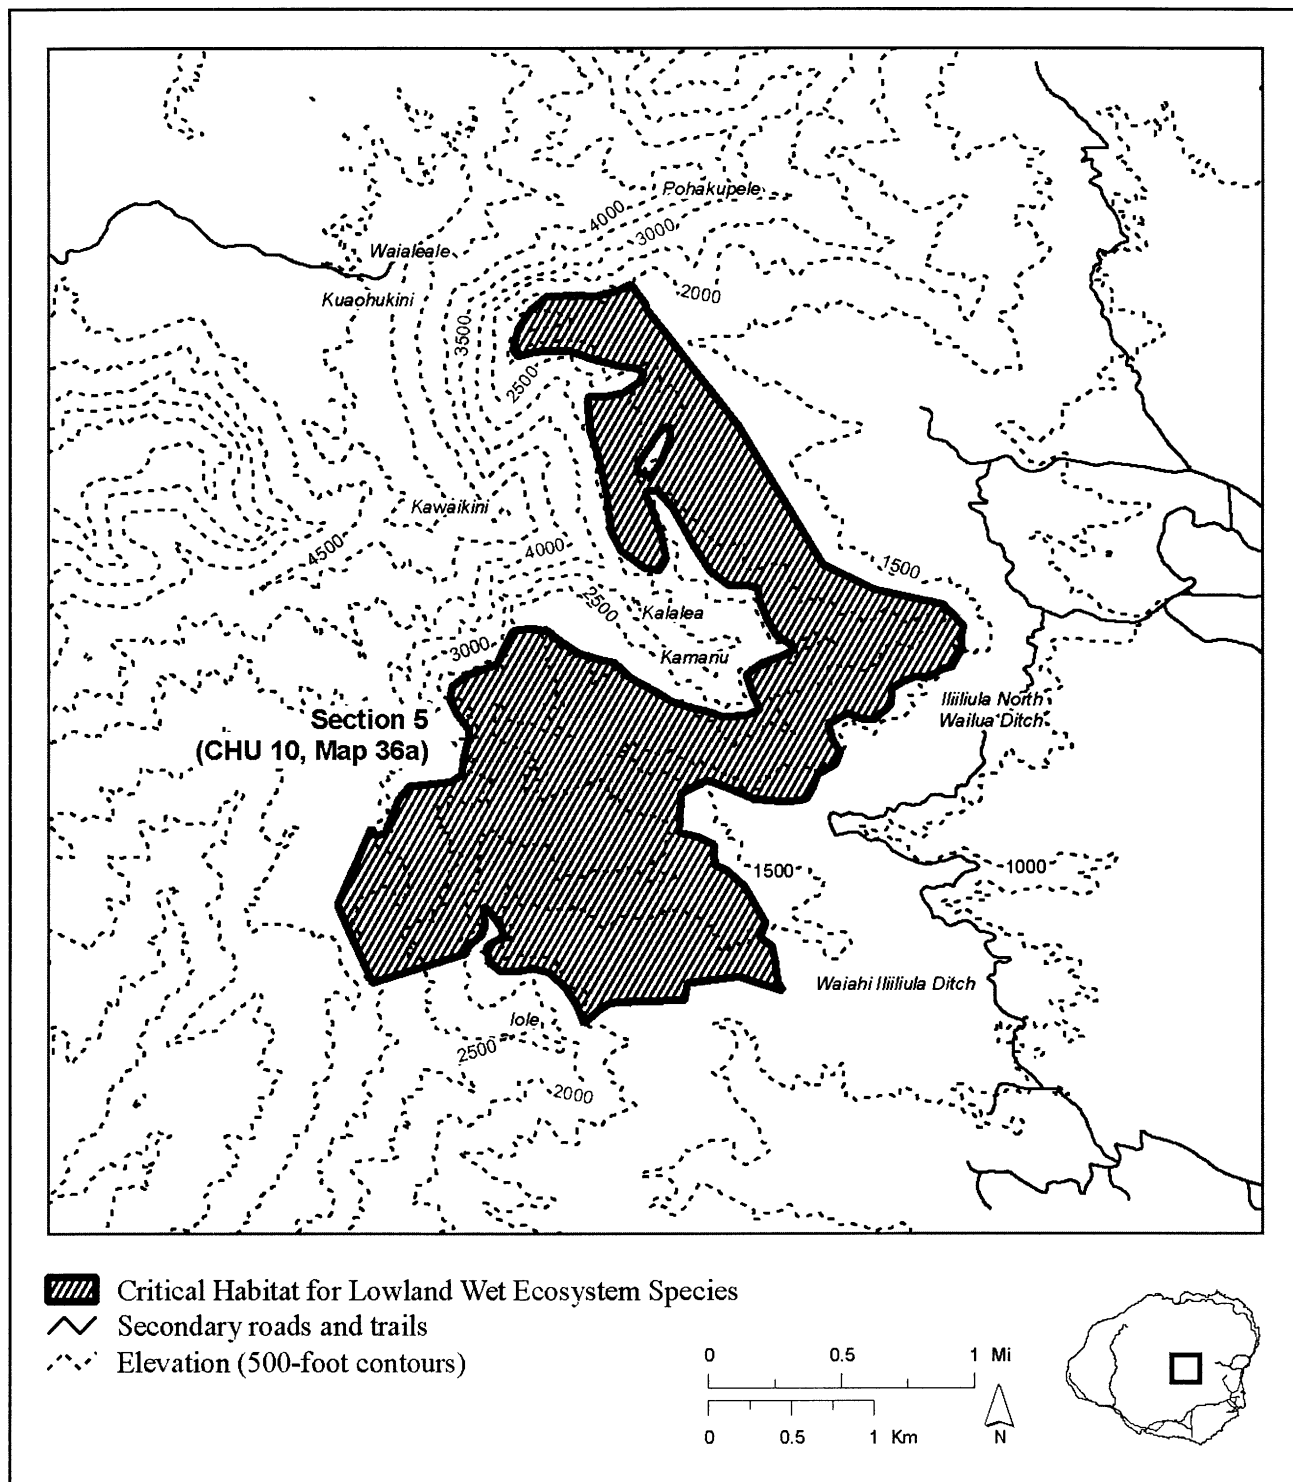 Pohakupele
4000
3000
Waialeale
2000
Kuaohukini
3500
2500
Kawaikini
4500
4000
1500
2500
Kalalea
3000
Kamanu
Iliiliula North
Wailua Ditch
Section 5
(CHU 10, Map 36a)
1500
1000
Waiahi Iliiliula Ditch
Iole
2500
2000
Critical Habitat for Lowland Wet Ecosystem Species
Secondary roads and trails
Elevation (500-foot contours)
0 0.5 1 Mi
0 0.5 1 Km
N